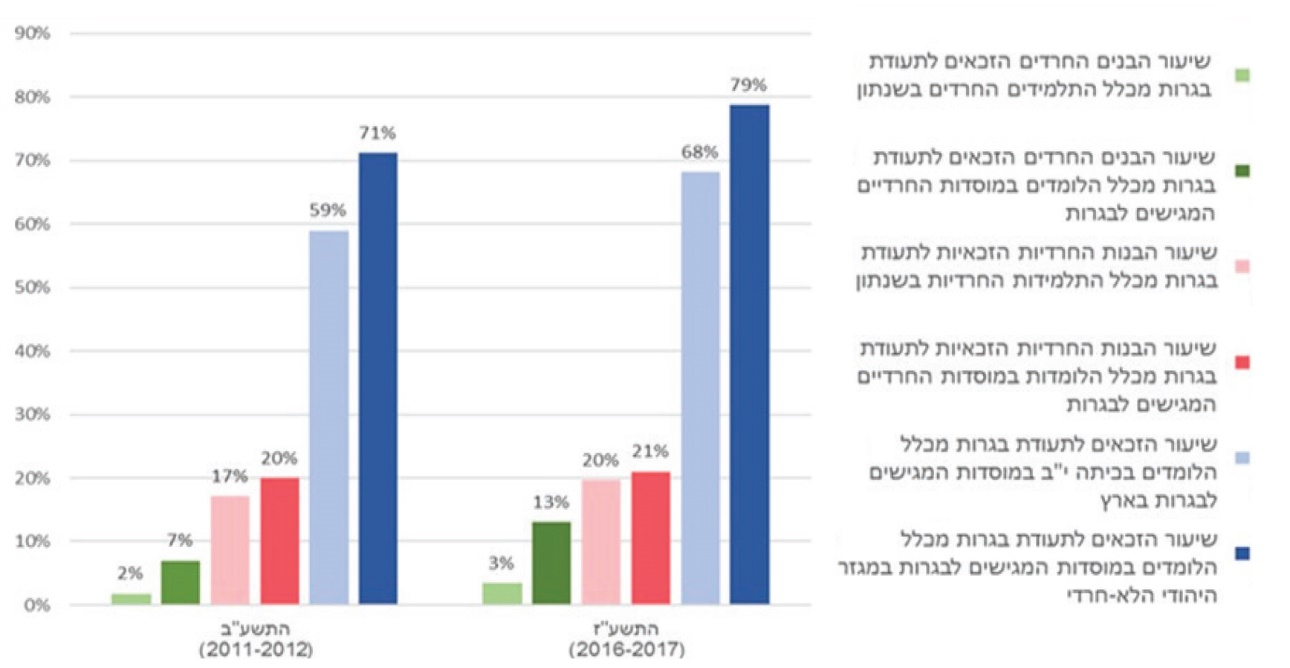 90%
80%
70%
60%
50%
40%
30%
20%
10%
0%
2%
7%
17%
20%
59%
71%
3%
13%
20%
21%
68%
79%
התשע"ב
(2011-2012)
התשע"ז
(2016-2017)
שיעור הבנים החרדים הזכאים לתעודת
בגרות מכלל התלמידים החרדים בשנתון
שיעור הבנים החרדים הזכאים לתעודת
בגרות מכלל הלומדים במוסדות החרדיים
המגישים לבגרות
שיעור הבנות החרדיות הזכאיות לתעודת
בגרות מכלל התלמידות החרדיות בשנתון
שיעור הבנות החרדיות הזכאיות לתעודת
בגרות מכלל הלומדות במוסדות החרדיים
המגישים לבגרות
שיעור הזכאים לתעודת בגרות מכלל
הלומדים בכיתה י"ב במוסדות המגישים
לבגרות בארץ
שיעור הזכאים לתעודת בגרות מכלל
הלומדים במוסדות המגישים לבגרות במגזר
היהודי הלא-חרדי